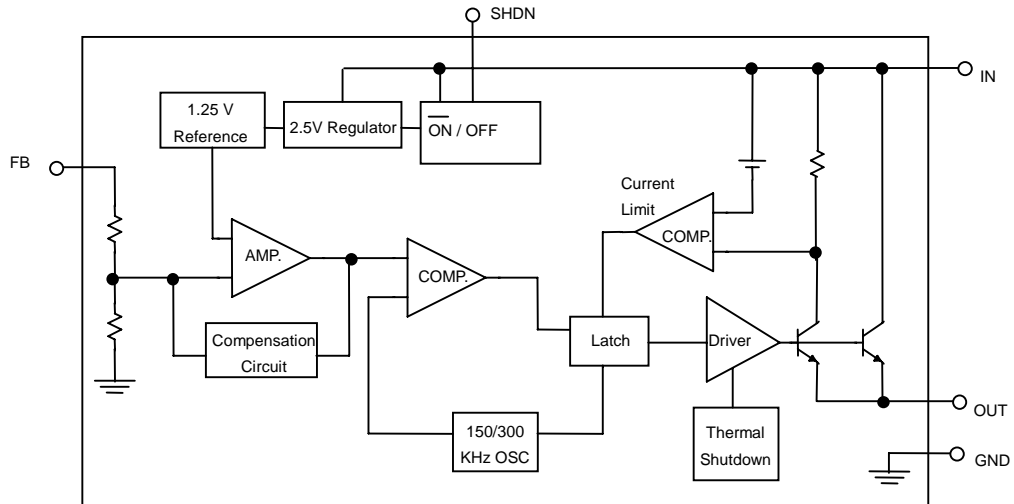 SHDN
IN
1.25 V
Reference
2.5V Regulator
ON / OFF
FB
Current
Limit
COMP.
AMP.
COMP.
Compensation
Circuit
Latch
Driver
150/300
KHz OSC
Thermal
Shutdown
OUT
GND